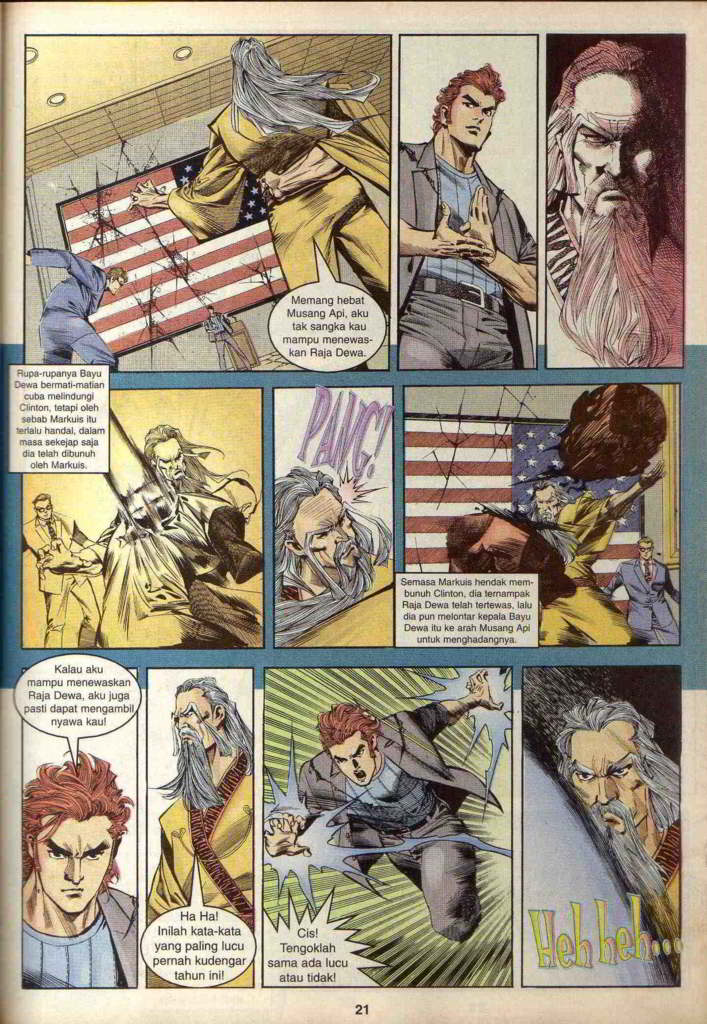 Memang hebat
Musang Api, aku
tak sangka kau
mampu menewas-
kan Raja Dewa.
Rupa-rupanya Bayu
Dewa bermati-matian
cuba melindungi
Clinton, tetapi oleh
sebab Markuis itu
terlalu handal, dalam
masa sekejap saja
dia telah dibunuh
oleh Markuis.
PANG!
Semasa Markuis hendak mem-
bunuh Clinton, dia ternampak
Raja Dewa telah tertewas, lalu
dia pun melontar kepala Bayu
Dewa itu ke arah Musang Api
untuk menghadangnya.
Kalau aku
mampu menewaskan
Raja Dewa, aku juga
pasti dapat mengambil
nyawa kau!
Ha Ha!
Inilah kata-kata
yang paling lucu
pernah kudengar
tahun ini!
Cis!
Tengoklah
sama ada lucu
atau tidak!
Heh heh...
21